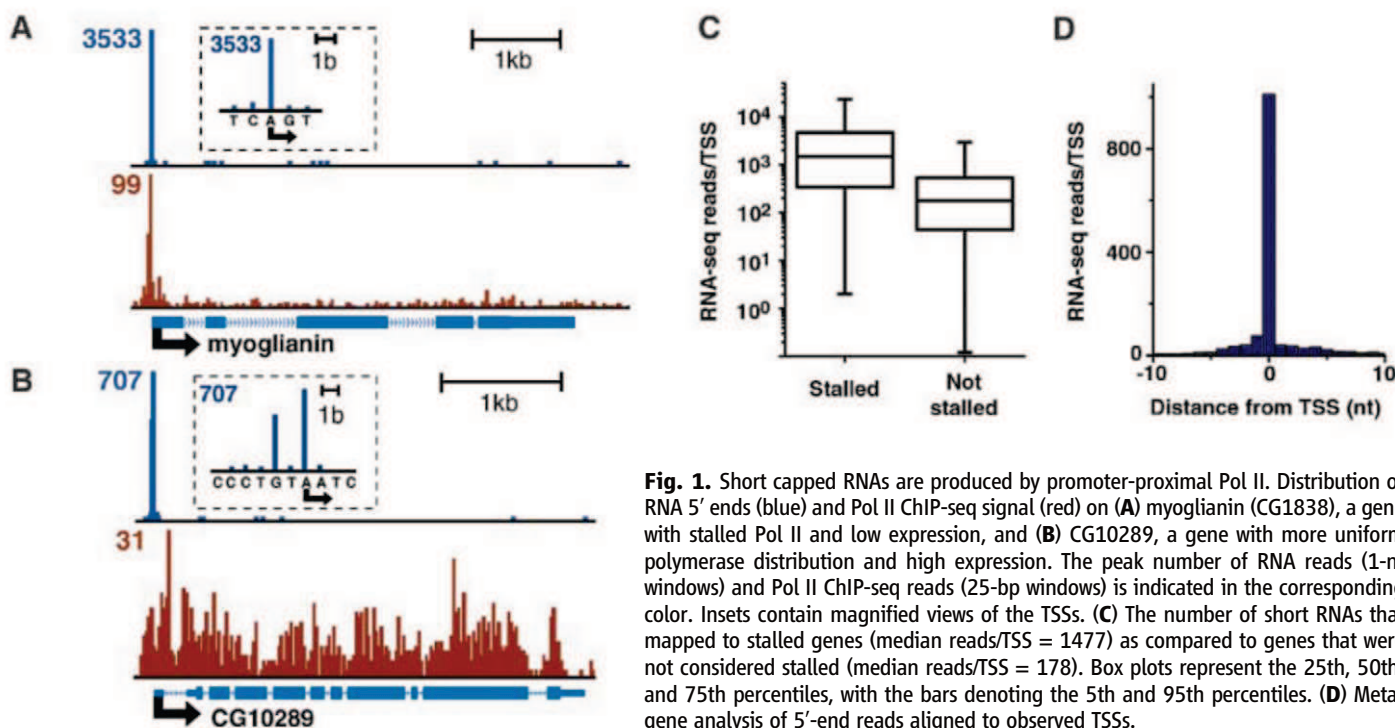 A
3533
3533
1b
T C A G T
1kb
99
myoglianin
B
707
707
1b
C C C T G T A A T C
1kb
31
CG10289
C
RNA-seq reads/TSS
10⁴
10³
10²
10¹
10⁰
Stalled
Not
stalled
D
RNA-seq reads/TSS
800
400
0
-10
0
10
Distance from TSS (nt)
Fig. 1. Short capped RNAs are produced by promoter-proximal Pol II. Distribution o
RNA 5′ ends (blue) and Pol II ChIP-seq signal (red) on (A) myoglianin (CG1838), a gen
with stalled Pol II and low expression, and (B) CG10289, a gene with more uniform
polymerase distribution and high expression. The peak number of RNA reads (1-n
windows) and Pol II ChIP-seq reads (25-bp windows) is indicated in the corresponding
color. Insets contain magnified views of the TSSs. (C) The number of short RNAs tha
mapped to stalled genes (median reads/TSS = 1477) as compared to genes that wer
not considered stalled (median reads/TSS = 178). Box plots represent the 25th, 50th
and 75th percentiles, with the bars denoting the 5th and 95th percentiles. (D) Meta
gene analysis of 5′-end reads aligned to observed TSSs.